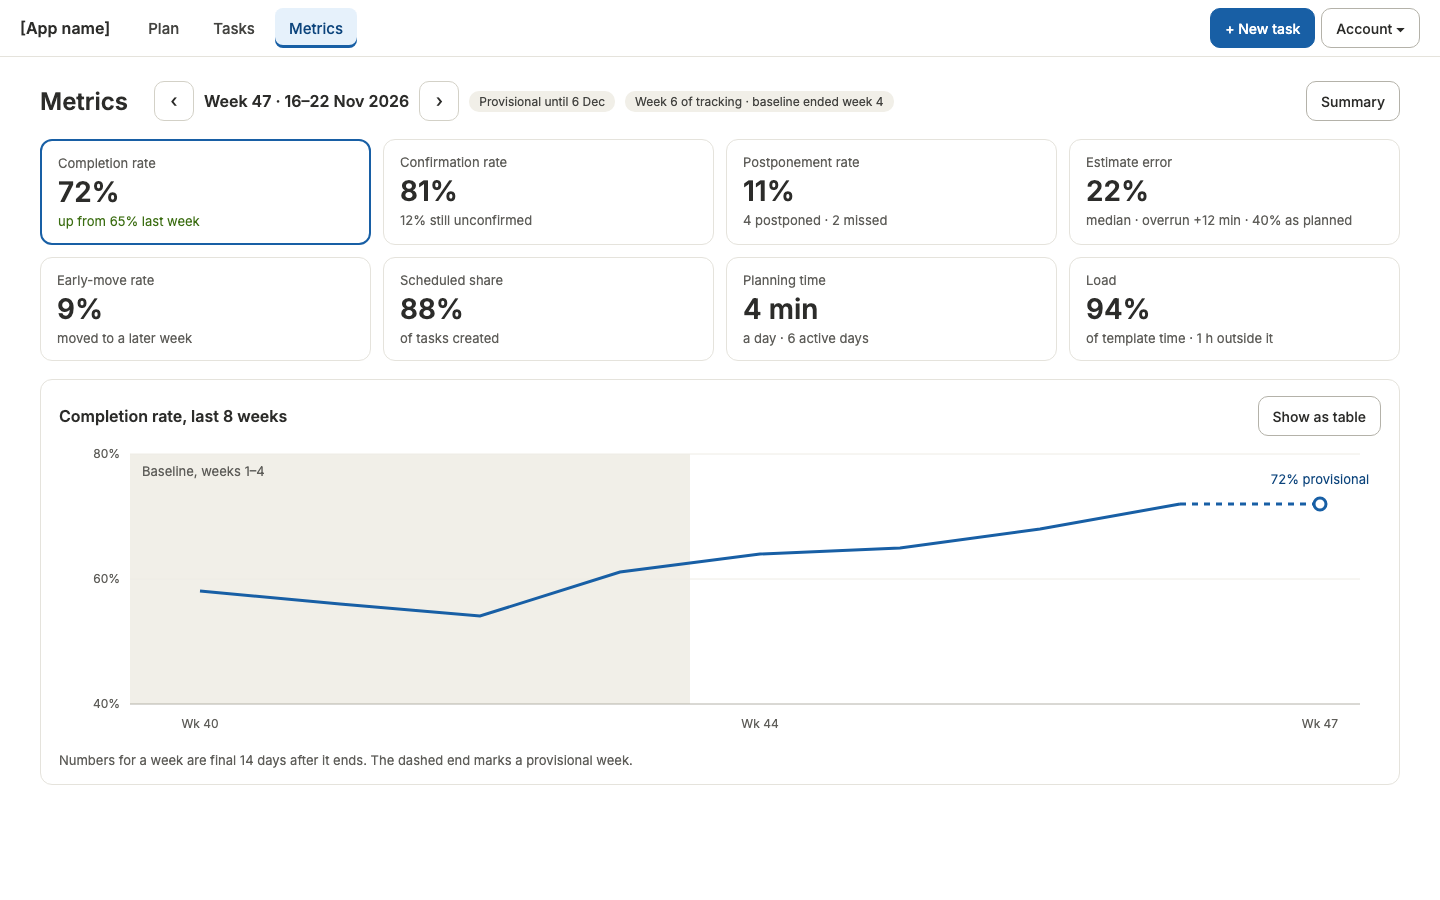 [App name] Plan Tasks Metrics + New task Account
Metrics ‹ Week 47 · 16–22 Nov 2026 › Provisional until 6 Dec Week 6 of tracking · baseline ended week 4 Summary
Completion rate
72%
up from 65% last week
Confirmation rate
81%
12% still unconfirmed
Postponement rate
11%
4 postponed · 2 missed
Estimate error
22%
median · overrun +12 min · 40% as planned
Early-move rate
9%
moved to a later week
Scheduled share
88%
of tasks created
Planning time
4 min
a day · 6 active days
Load
94%
of template time · 1 h outside it
Completion rate, last 8 weeks Show as table
80%
Baseline, weeks 1–4
72% provisional
60%
40%
Wk 40 Wk 44 Wk 47
Numbers for a week are final 14 days after it ends. The dashed end marks a provisional week.